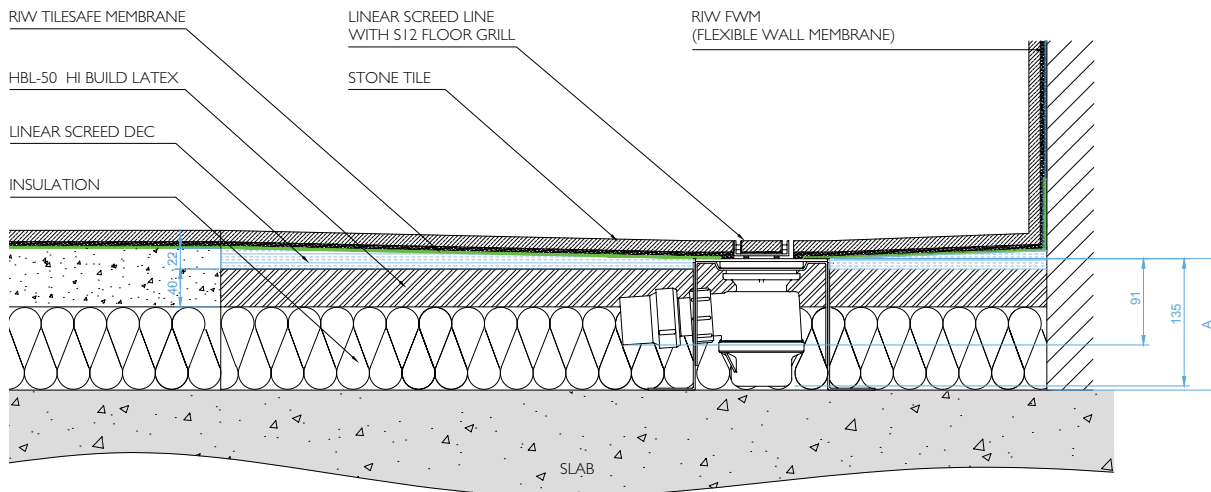 RIW TILESAFE MEMBRANE
HBL-50 HI BUILD LATEX
LINEAR SCREED DEC
INSULATION
LINEAR SCREED LINE
WITH S12 FLOOR GRILL
STONE TILE
RIW FWM
(FLEXIBLE WALL MEMBRANE)
22
40
91
135
A
SLAB